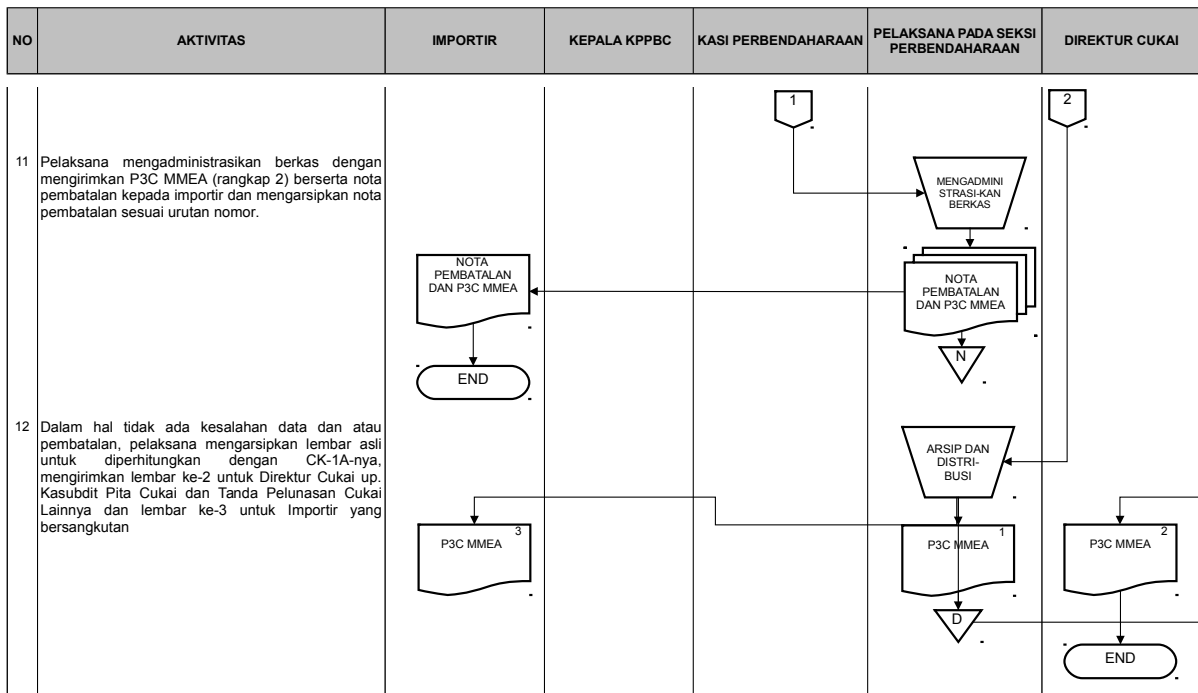 NO
AKTIVITAS
IMPORTIR
KEPALA KPPBC
KASI PERBENDAHARAAN
PELAKSANA PADA SEKSI
PERBENDAHARAAN
DIREKTUR CUKAI
1
2
11
Pelaksana mengadministrasikan berkas dengan
mengirimkan P3C MMEA (rangkap 2) berserta nota
pembatalan kepada importir dan mengarsipkan nota
pembatalan sesuai urutan nomor.
MENGADMINI
STRASI-KAN
BERKAS
NOTA
PEMBATALAN
DAN P3C MMEA
NOTA
PEMBATALAN
DAN P3C MMEA
N
END
12
Dalam hal tidak ada kesalahan data dan atau
pembatalan, pelaksana mengarsipkan lembar asli
untuk diperhitungkan dengan CK-1A-nya,
mengirimkan lembar ke-2 untuk Direktur Cukai up.
Kasubdit Pita Cukai dan Tanda Pelunasan Cukai
Lainnya dan lembar ke-3 untuk Importir yang
bersangkutan
ARSIP DAN
DISTRI-
BUSI
3
P3C MMEA
1
P3C MMEA
2
P3C MMEA
D
END